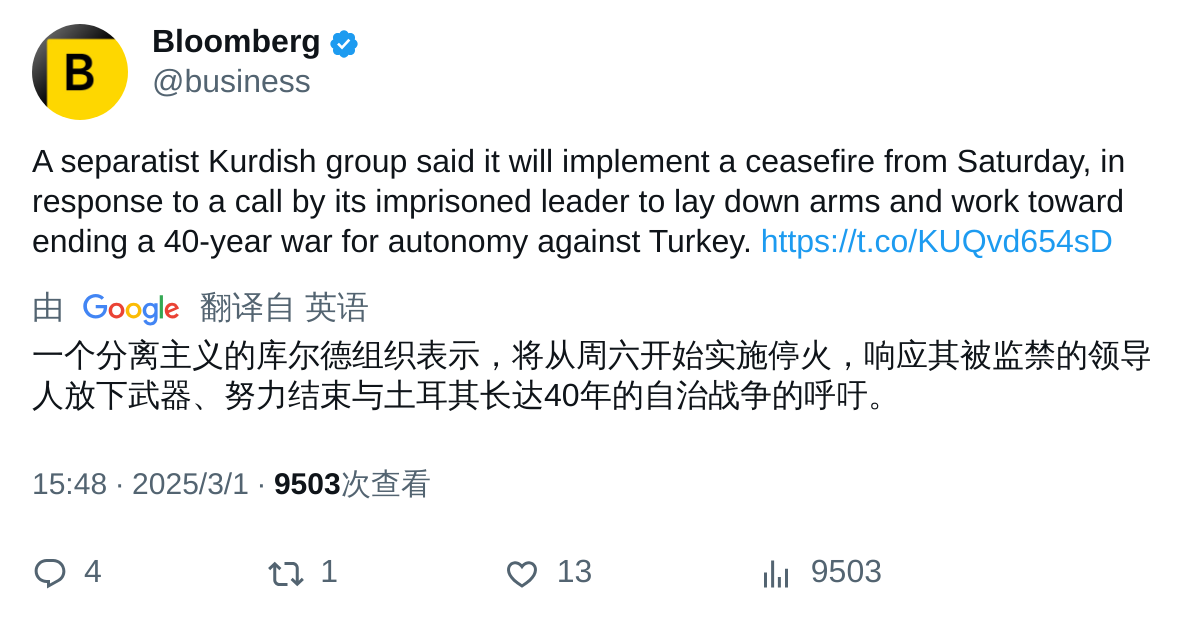 B
Bloomberg
@business
A separatist Kurdish group said it will implement a ceasefire from Saturday, in
response to a call by its imprisoned leader to lay down arms and work toward
ending a 40-year war for autonomy against Turkey. https://t.co/KUQvd654sD
由 Google 翻译自 英语
一个分离主义的库尔德组织表示，将从周六开始实施停火，响应其被监禁的领导
人放下武器、努力结束与土耳其长达40年的自治战争的呼吁。
15:48 · 2025/3/1 · 9503次查看
4 1 13 9503